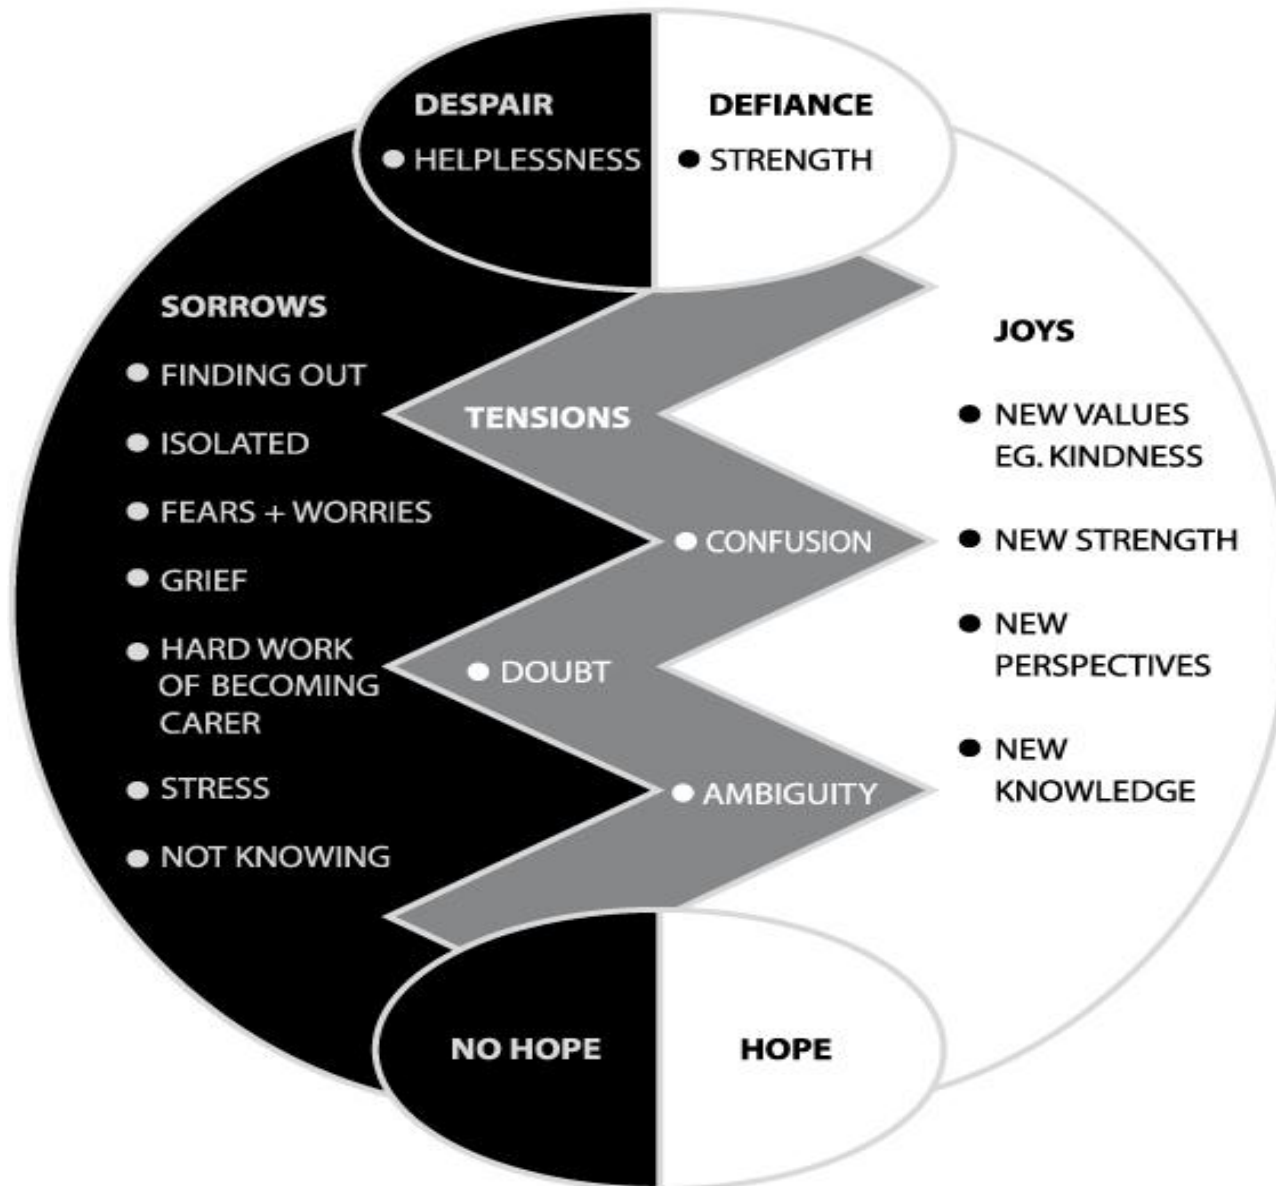 DESPAIR
● HELPLESSNESS
DEFIANCE
● STRENGTH
SORROWS
● FINDING OUT
● ISOLATED
● FEARS + WORRIES
● GRIEF
● HARD WORK
OF BECOMING
CARER
● STRESS
● NOT KNOWING
TENSIONS
● CONFUSION
● DOUBT
● AMBIGUITY
JOYS
● NEW VALUES
EG. KINDNESS
● NEW STRENGTH
● NEW
PERSPECTIVES
● NEW
KNOWLEDGE
NO HOPE
HOPE